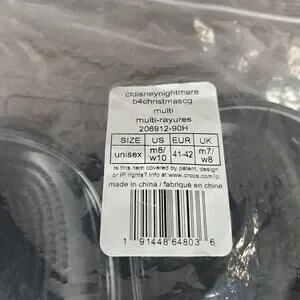 cldisneynightmare
b4christmascg
multi
multi-rayures
206912-90H
SIZE US EUR UK
unisex m8/w10 41-42 m7/w8
Is this item covered by patent, design
or IP rights? Info at www.crocs.com/ip.
made in china / fabriqué en chine
1 91448 64803 6